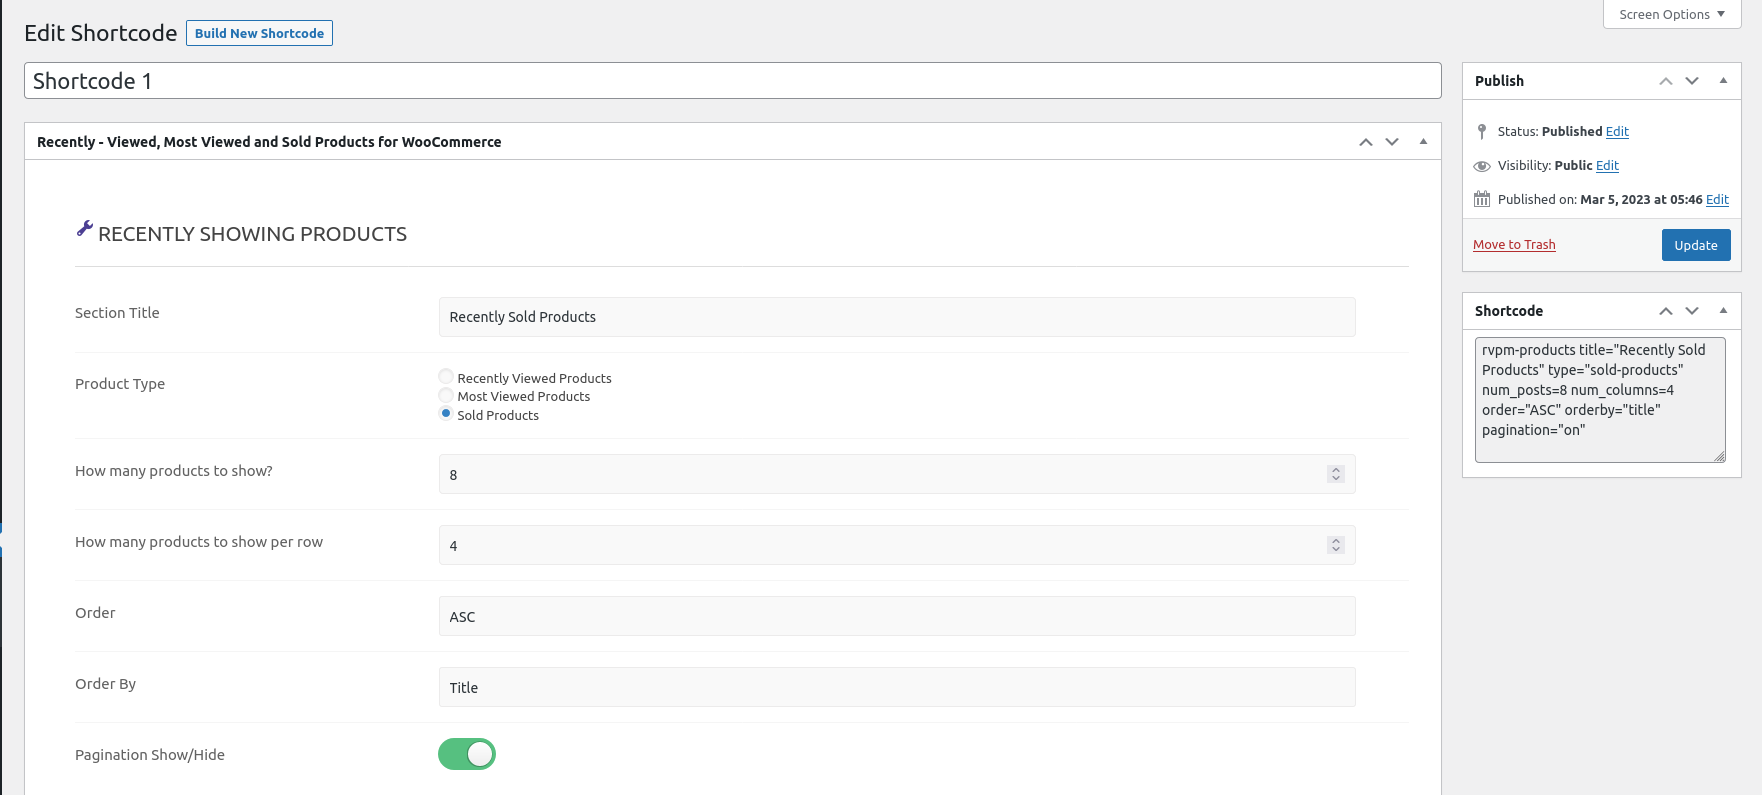 Screen Options
Edit Shortcode
Build New Shortcode
Shortcode 1
Recently - Viewed, Most Viewed and Sold Products for WooCommerce
RECENTLY SHOWING PRODUCTS
Section Title
Recently Sold Products
Product Type
Recently Viewed Products
Most Viewed Products
Sold Products
How many products to show?
8
How many products to show per row
4
Order
ASC
Order By
Title
Pagination Show/Hide
Publish
Status: Published Edit
Visibility: Public Edit
Published on: Mar 5, 2023 at 05:46 Edit
Move to Trash
Update
Shortcode
rvpm-products title="Recently Sold
Products" type="sold-products"
num_posts=8 num_columns=4
order="ASC" orderby="title"
pagination="on"